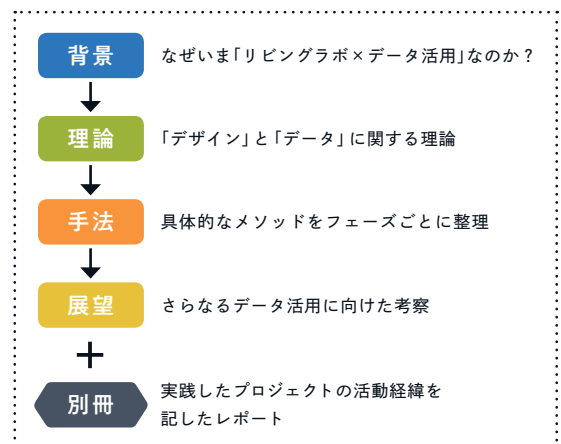 背景 なぜいま「リビングラボ×データ活用」なのか?
理論 「デザイン」と「データ」に関する理論
手法 具体的なメソッドをフェーズごとに整理
展望 さらなるデータ活用に向けた考察
+
別冊 実践したプロジェクトの活動経緯を
記したレポート